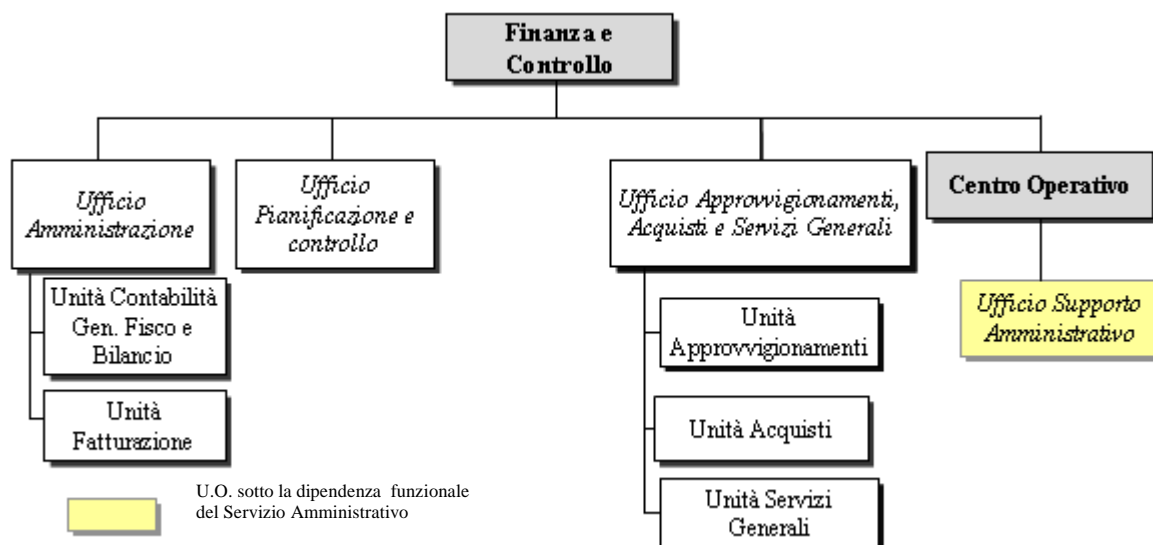 Finanza e
Controllo
Ufficio
Amministrazione
Ufficio
Pianificazione e
controllo
Ufficio Approvvigionamenti,
Acquisti e Servizi Generali
Centro Operativo
Unità Contabilità
Gen. Fisco e
Bilancio
Unità
Fatturazione
Unità
Approvvigionamenti
Unità Acquisti
Unità Servizi
Generali
Ufficio Supporto
Amministrativo
U.O. sotto la dipendenza funzionale
del Servizio Amministrativo